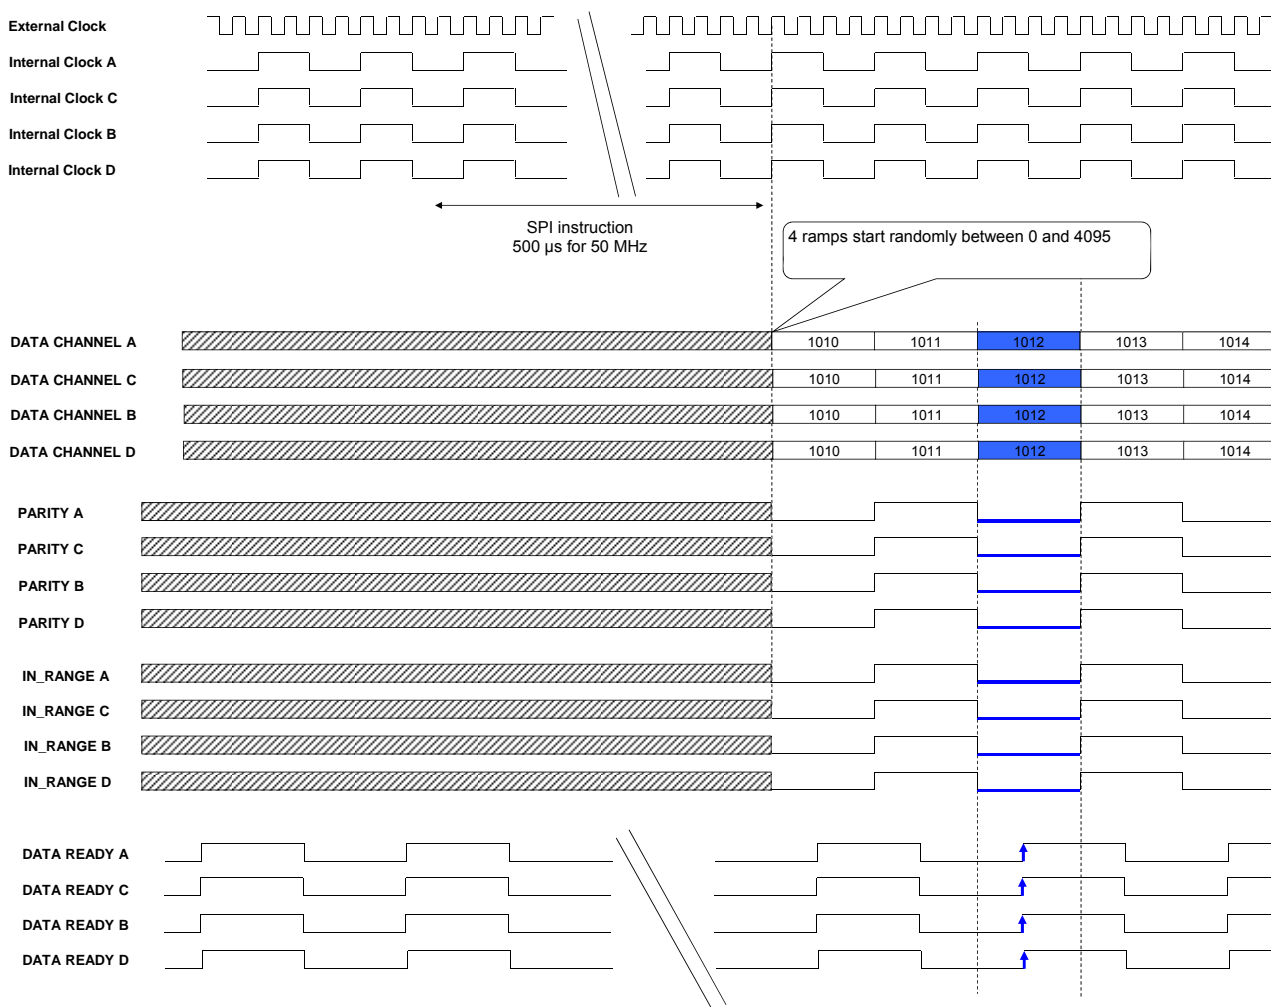 External Clock
Internal Clock A
Internal Clock C
Internal Clock B
Internal Clock D
SPI instruction
500 µs for 50 MHz
4 ramps start randomly between 0 and 4095
DATA CHANNEL A 1010 1011 1012 1013 1014
DATA CHANNEL C 1010 1011 1012 1013 1014
DATA CHANNEL B 1010 1011 1012 1013 1014
DATA CHANNEL D 1010 1011 1012 1013 1014
PARITY A
PARITY C
PARITY B
PARITY D
IN_RANGE A
IN_RANGE C
IN_RANGE B
IN_RANGE D
DATA READY A
DATA READY C
DATA READY B
DATA READY D